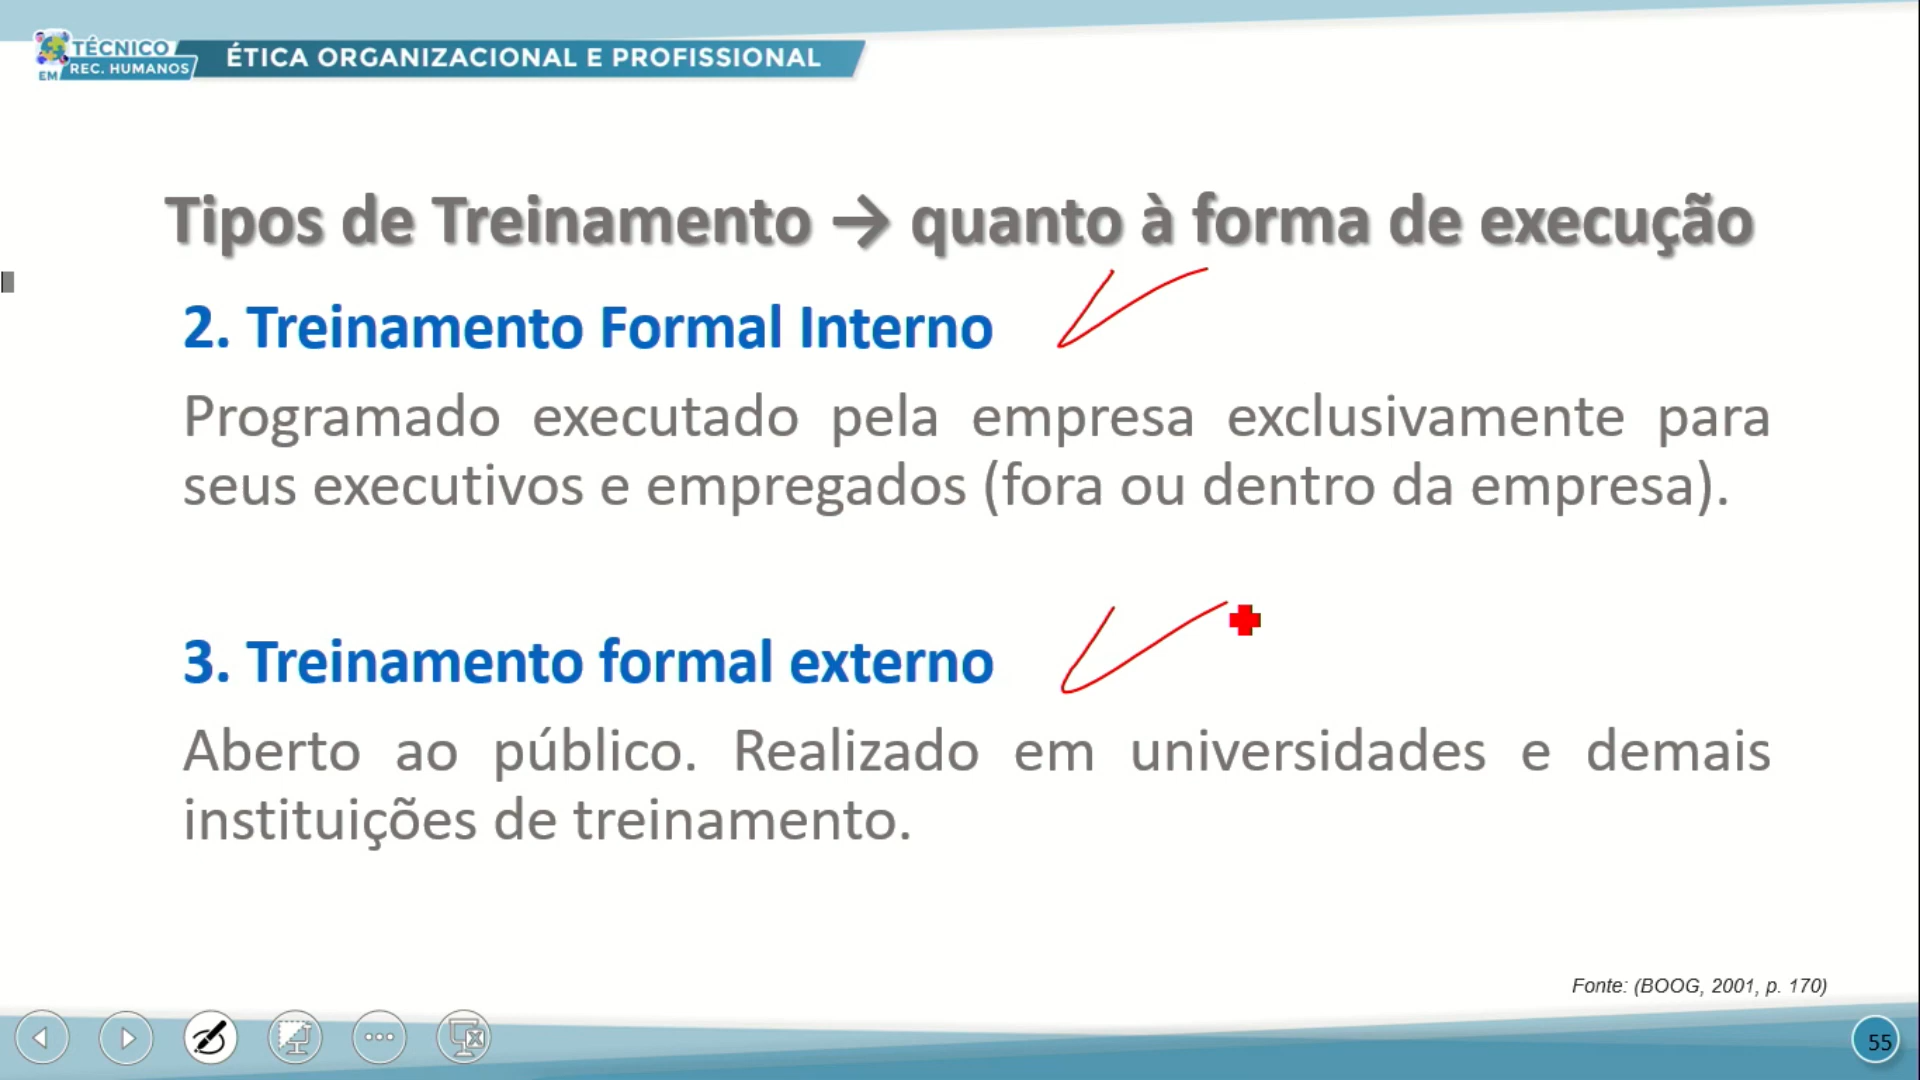 TÉCNICO
EM REC. HUMANOS
ÉTICA ORGANIZACIONAL E PROFISSIONAL
Tipos de Treinamento → quanto à forma de execução
2. Treinamento Formal Interno
Programado executado pela empresa exclusivamente para
seus executivos e empregados (fora ou dentro da empresa).
3. Treinamento formal externo
Aberto ao público. Realizado em universidades e demais
instituições de treinamento.
Fonte: (BOOG, 2001, p. 170)
55